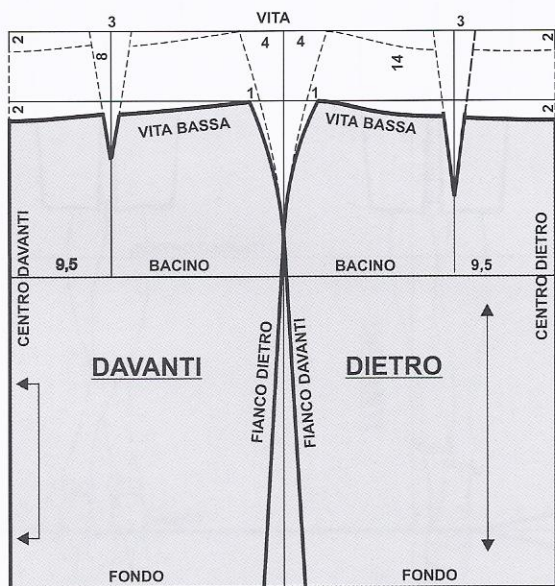 VITA
3
3
2
8
4
4
14
2
2
1
1
2
VITA BASSA
VITA BASSA
CENTRO DAVANTI
9,5
BACINO
BACINO
9,5
CENTRO DIETRO
DAVANTI
FIANCO DIETRO
FIANCO DAVANTI
DIETRO
FONDO
FONDO